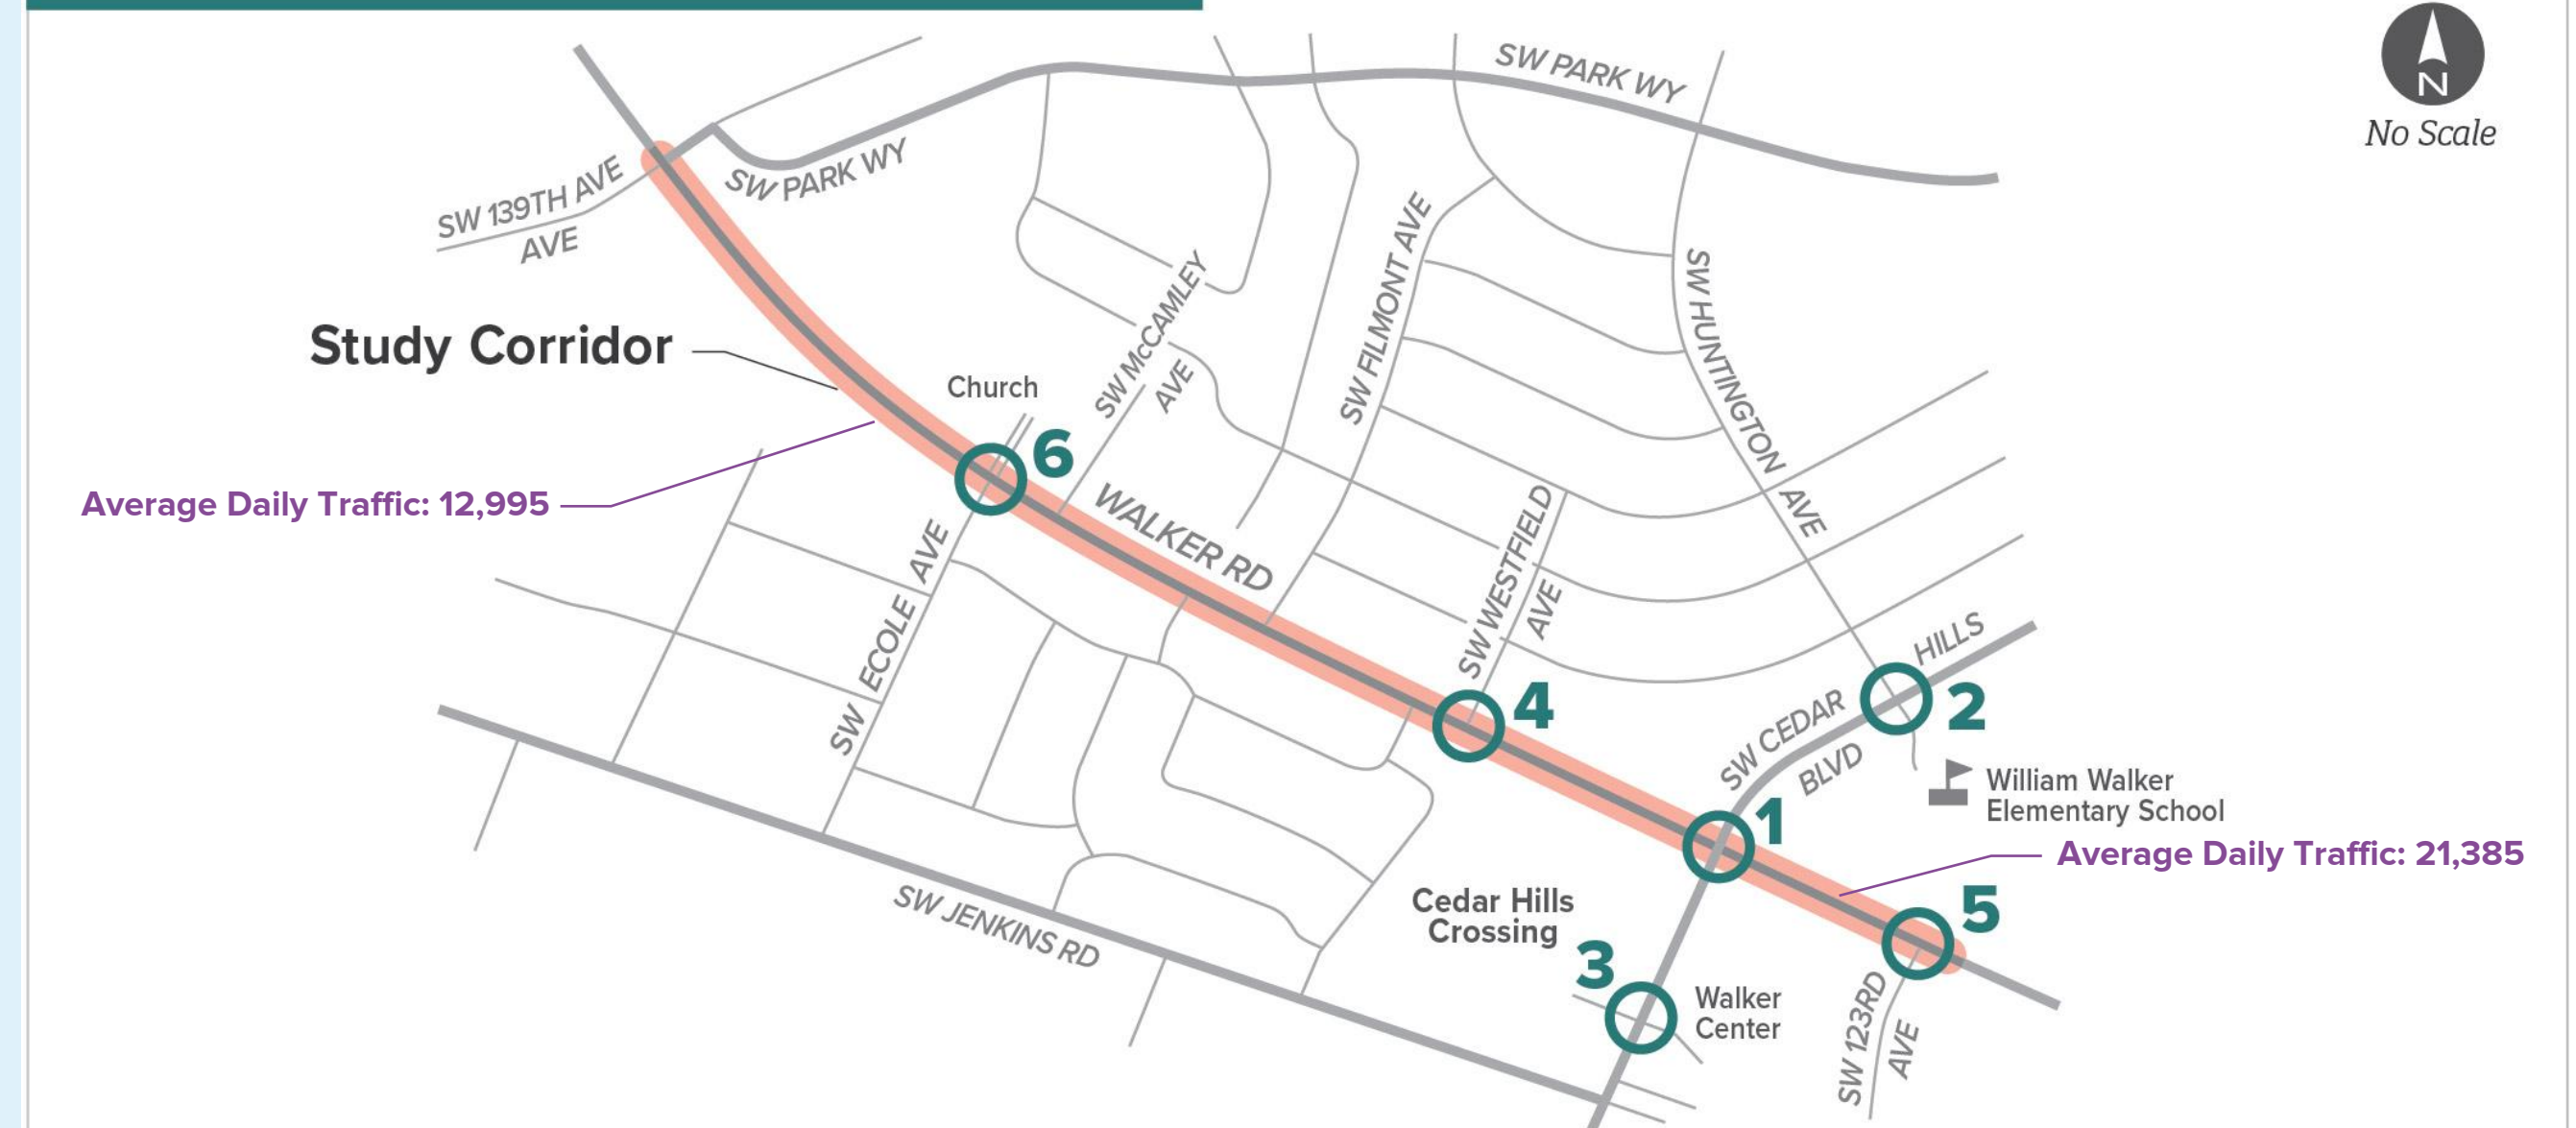 SW PARK WY
N
No Scale
SW 139TH AVE
AVE
SW PARK WY
Study Corridor
Church
SW McCAMLEY
AVE
SW FILMONT AVE
SW HUNTINGTON AVE
6
Average Daily Traffic: 12,995
WALKER RD
SW ECOLE AVE
SW WESTFIELD
AVE
HILLS
SW CEDAR
BLVD
2
4
William Walker
Elementary School
1
Average Daily Traffic: 21,385
Cedar Hills
Crossing
5
SW JENKINS RD
3
Walker
Center
SW 123RD
AVE